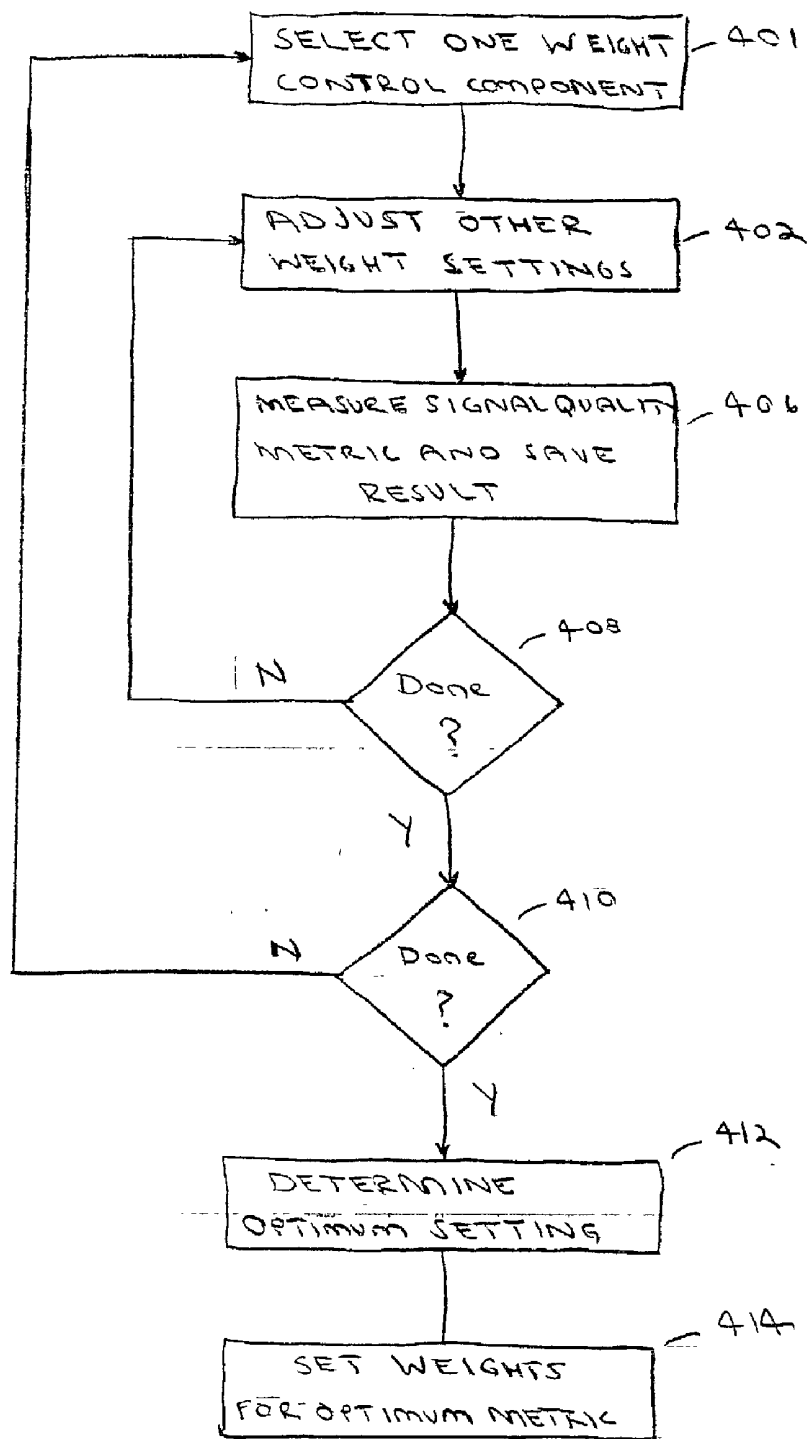 SELECT ONE WEIGHT
CONTROL COMPONENT
401
ADJUST OTHER
WEIGHT SETTINGS
402
MEASURE SIGNAL QUALITY
METRIC AND SAVE
RESULT
406
408
Done
?
N
Y
410
Done
?
N
Y
412
DETERMINE
OPTIMUM SETTING
414
SET WEIGHTS
FOR OPTIMUM METRIC